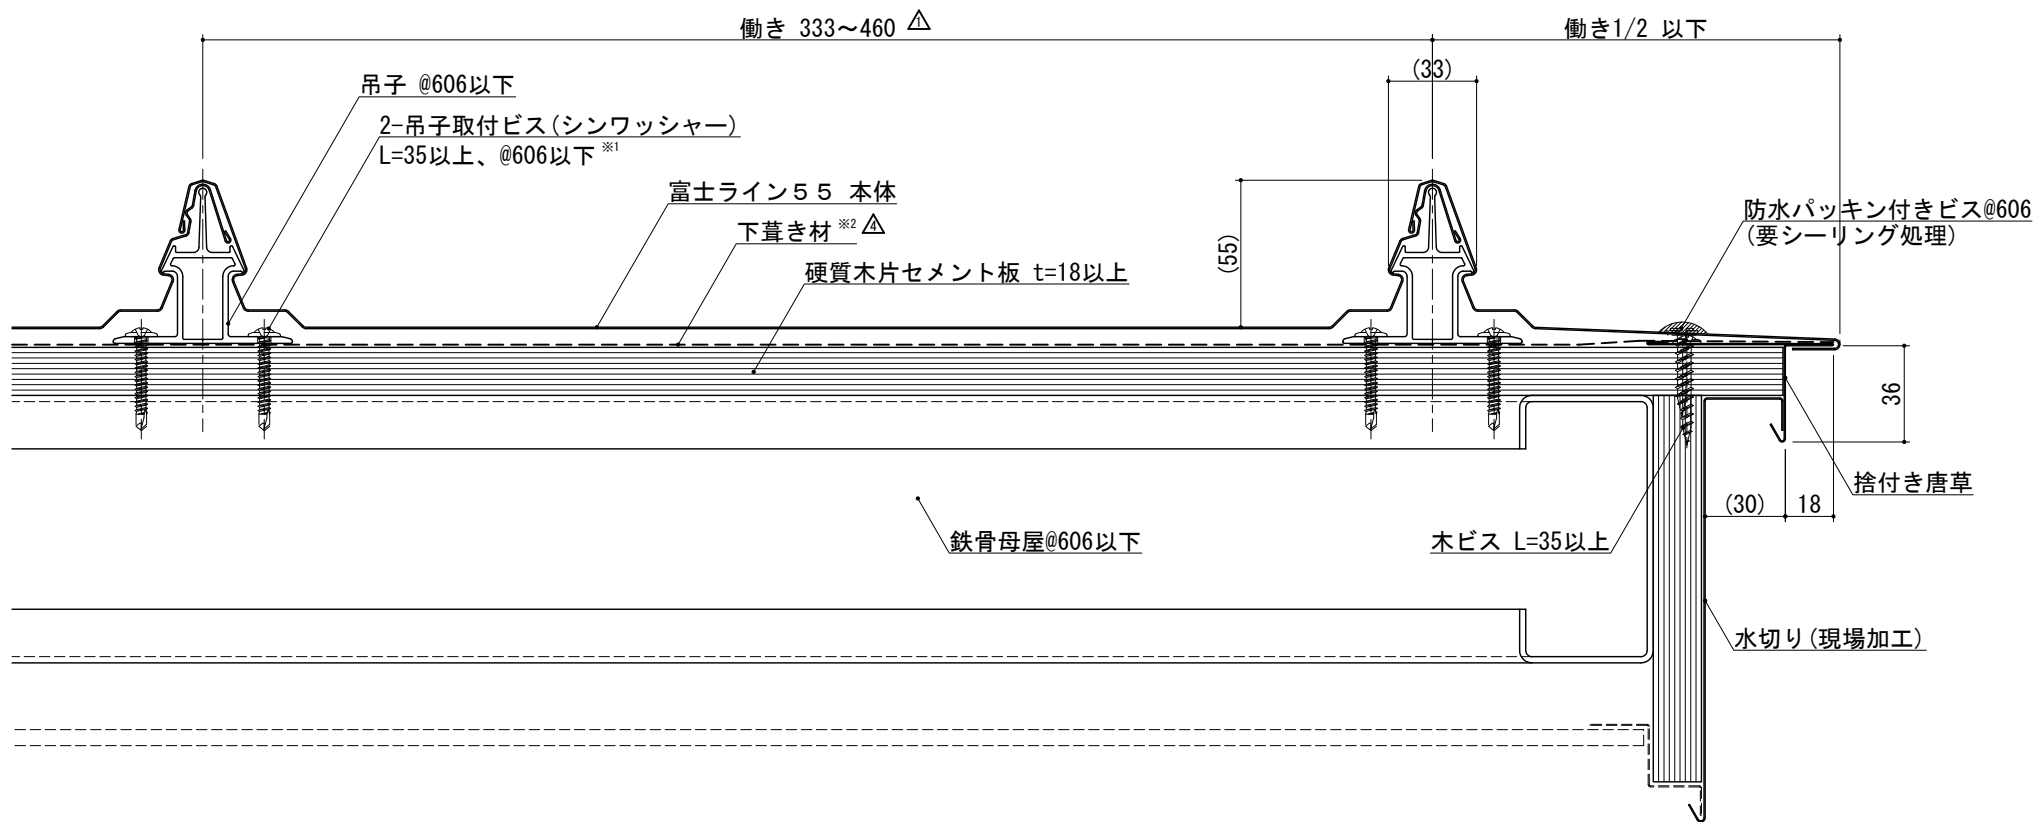 働き 333～460 1
働き1/2 以下
(33)
吊子 @606以下
2-吊子取付ビス(シンワッシャー)
L=35以上、@606以下 ※1
富士ライン５５ 本体
下葺き材 ※2 4
硬質木片セメント板 t=18以上
(55)
防水パッキン付きビス@606
(要シーリング処理)
36
捨付き唐草
(30)
18
鉄骨母屋@606以下
木ビス L=35以上
水切り(現場加工)